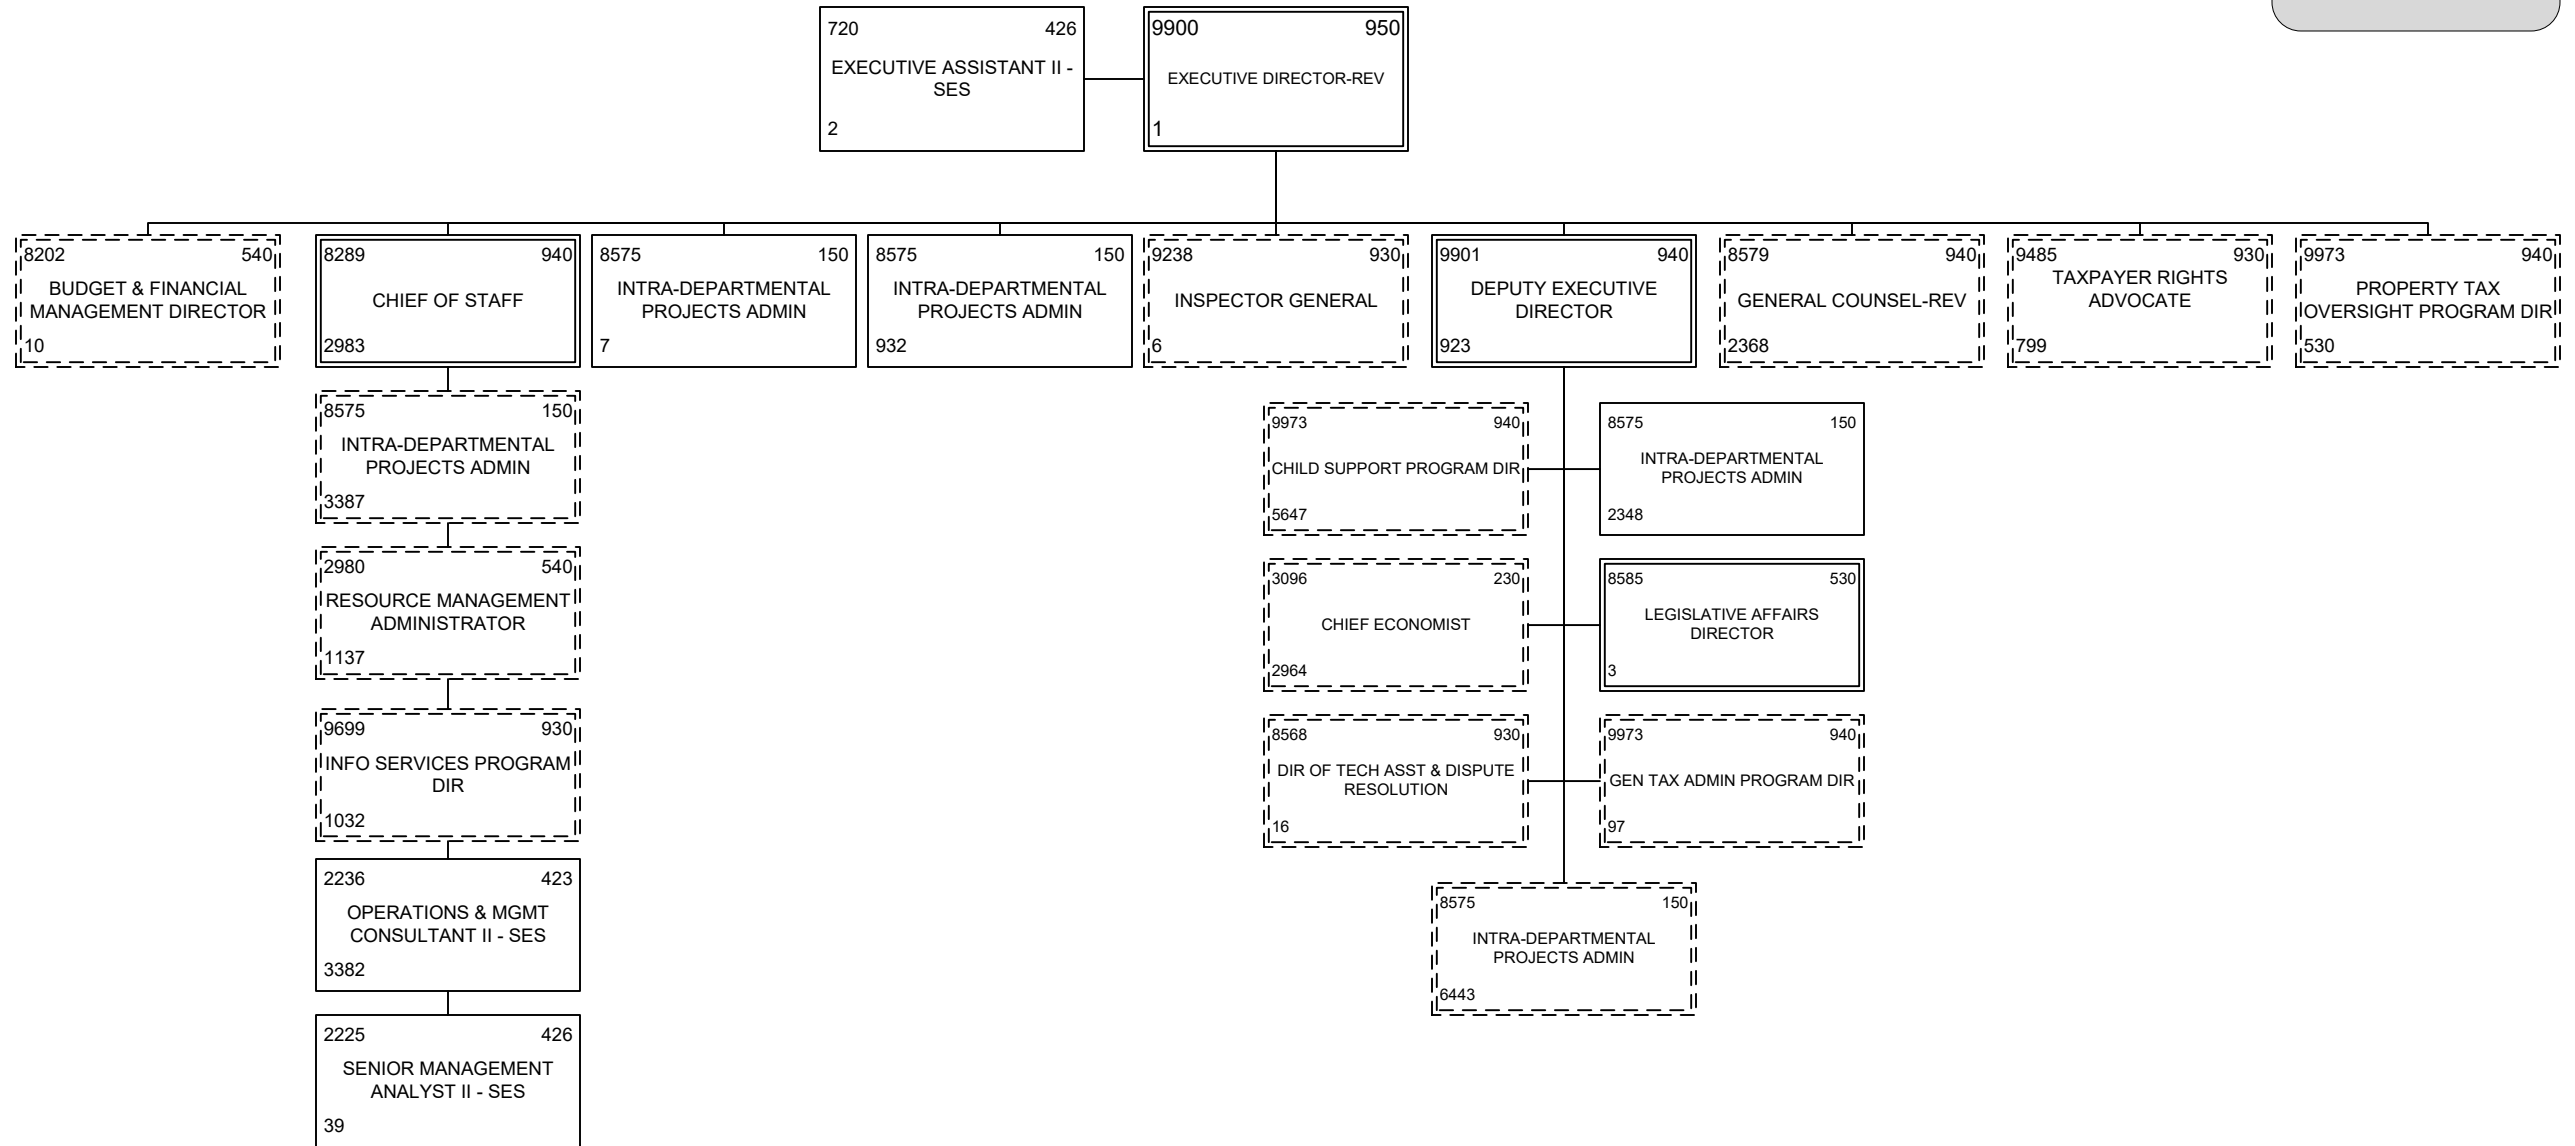 720 426
EXECUTIVE ASSISTANT II -
SES
2
9900 950
EXECUTIVE DIRECTOR-REV
1
8202 540
BUDGET & FINANCIAL
MANAGEMENT DIRECTOR
10
8289 940
CHIEF OF STAFF
2983
8575 150
INTRA-DEPARTMENTAL
PROJECTS ADMIN
7
8575 150
INTRA-DEPARTMENTAL
PROJECTS ADMIN
932
9238 930
INSPECTOR GENERAL
6
9901 940
DEPUTY EXECUTIVE
DIRECTOR
923
8579 940
GENERAL COUNSEL-REV
2368
9485 930
TAXPAYER RIGHTS
ADVOCATE
799
9973 940
PROPERTY TAX
OVERSIGHT PROGRAM DIR
530
8575 150
INTRA-DEPARTMENTAL
PROJECTS ADMIN
3387
2980 540
RESOURCE MANAGEMENT
ADMINISTRATOR
1137
9699 930
INFO SERVICES PROGRAM
DIR
1032
2236 423
OPERATIONS & MGMT
CONSULTANT II - SES
3382
2225 426
SENIOR MANAGEMENT
ANALYST II - SES
39
9973 940
CHILD SUPPORT PROGRAM DIR
5647
8575 150
INTRA-DEPARTMENTAL
PROJECTS ADMIN
2348
3096 230
CHIEF ECONOMIST
2964
8585 530
LEGISLATIVE AFFAIRS
DIRECTOR
3
8568 930
DIR OF TECH ASST & DISPUTE
RESOLUTION
16
9973 940
GEN TAX ADMIN PROGRAM DIR
97
8575 150
INTRA-DEPARTMENTAL
PROJECTS ADMIN
6443